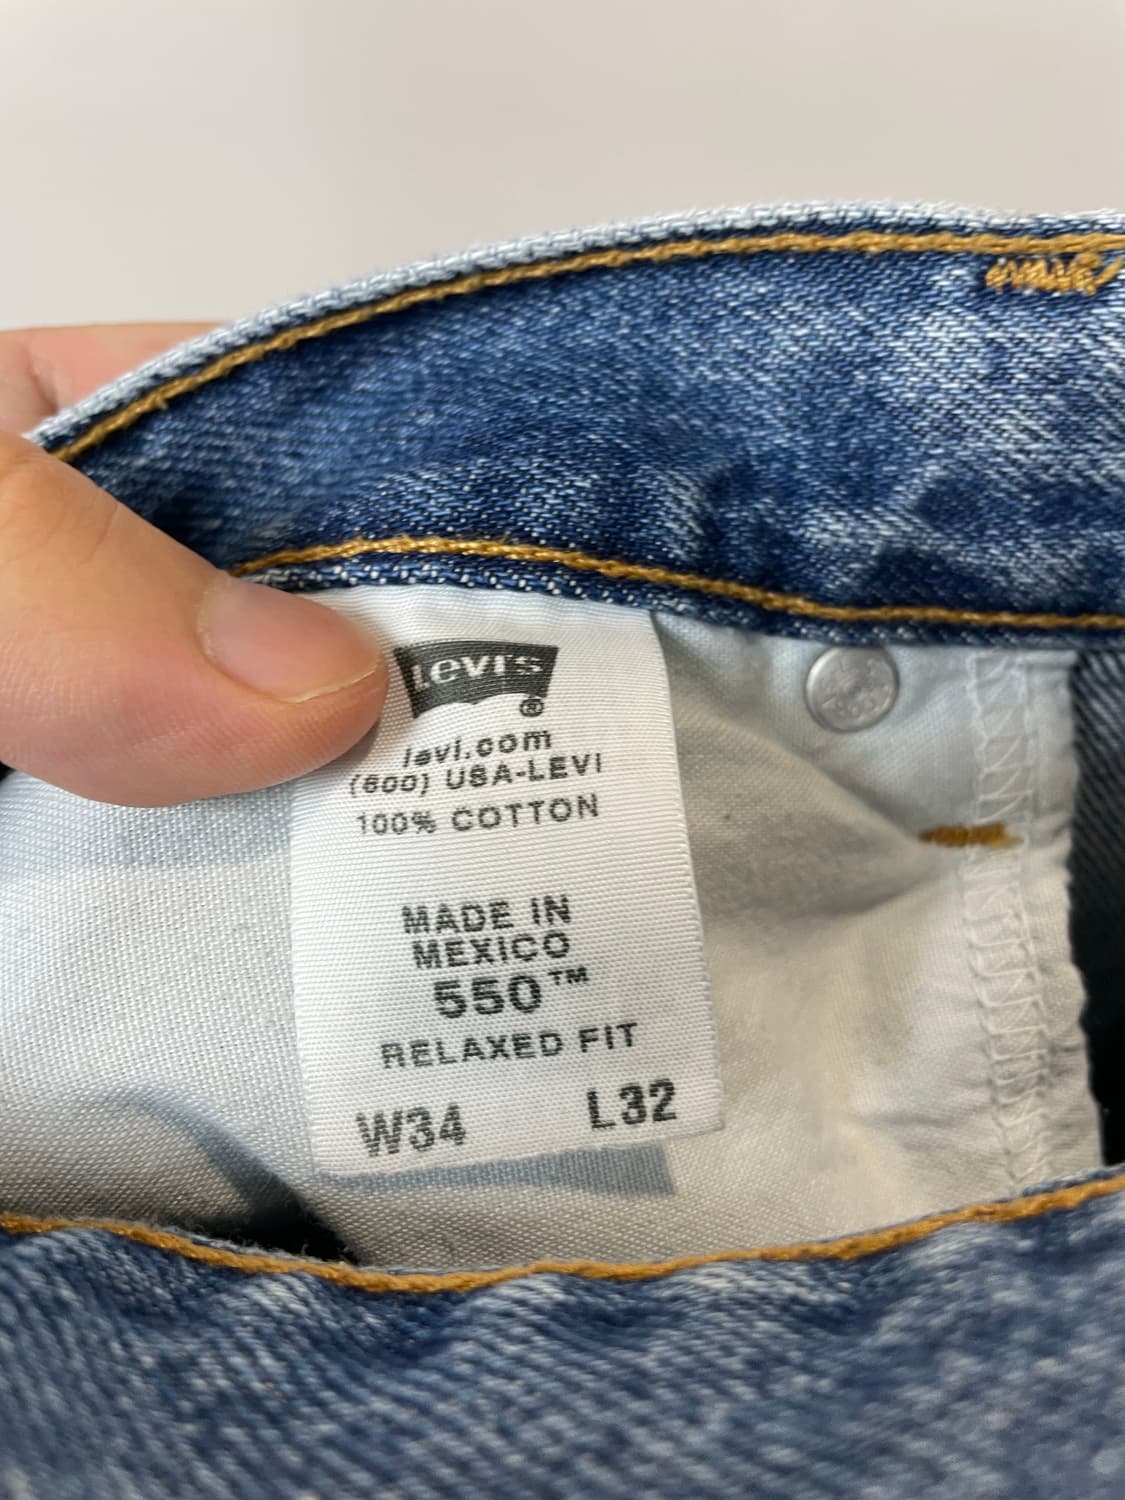 Levi's®
levi.com
(800) USA-LEVI
100% COTTON
MADE IN
MEXICO
550™
RELAXED FIT
W34 L32